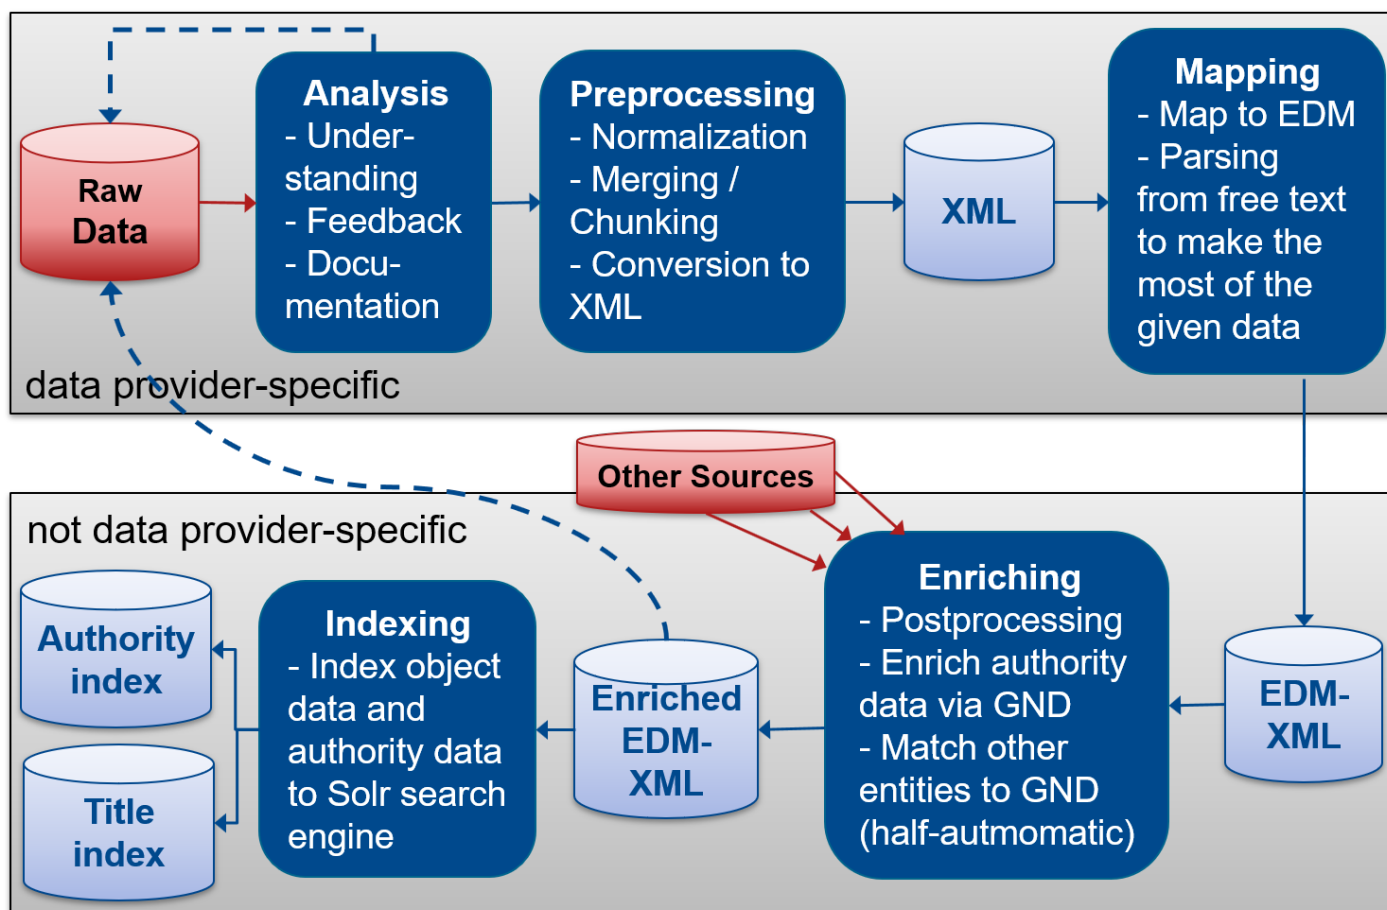 Raw
Data
Analysis
- Under-
standing
- Feedback
- Docu-
mentation
Preprocessing
- Normalization
- Merging /
Chunking
- Conversion to
XML
XML
Mapping
- Map to EDM
- Parsing
from free text
to make the
most of the
given data
data provider-specific
Other Sources
not data provider-specific
Authority
index
Title
index
Indexing
- Index object
data and
authority data
to Solr search
engine
Enriched
EDM-
XML
Enriching
- Postprocessing
- Enrich authority
data via GND
- Match other
entities to GND
(half-autmomatic)
EDM-
XML